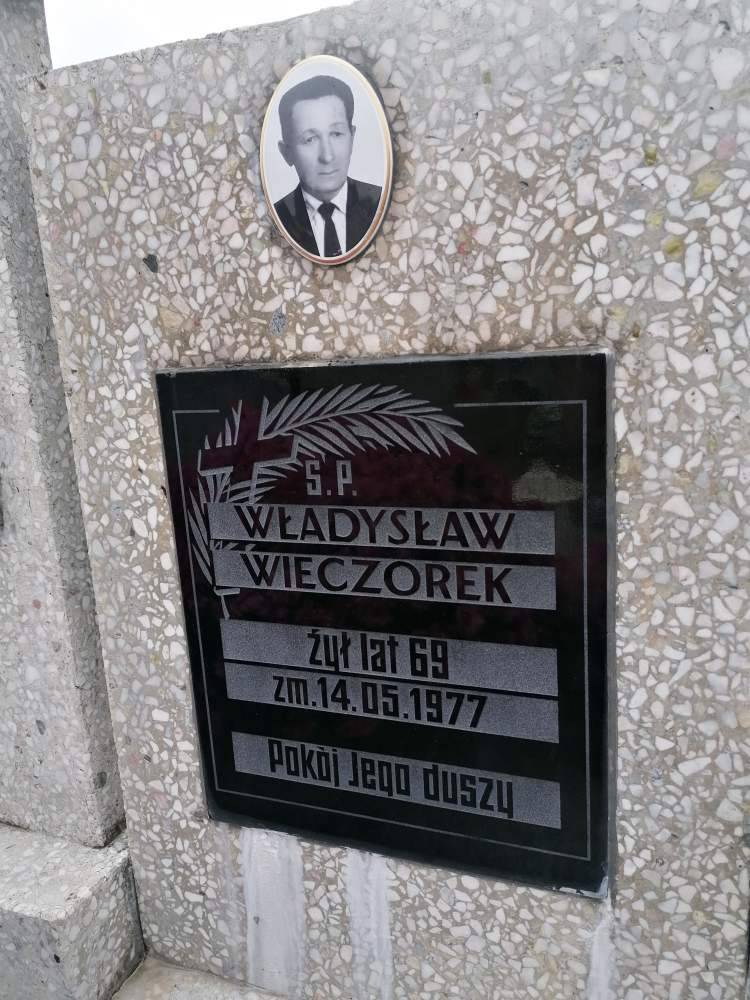 Ś.P.
WŁADYSŁAW
WIECZOREK
żył lat 69
zm.14.05.1977
Pokój Jego duszy